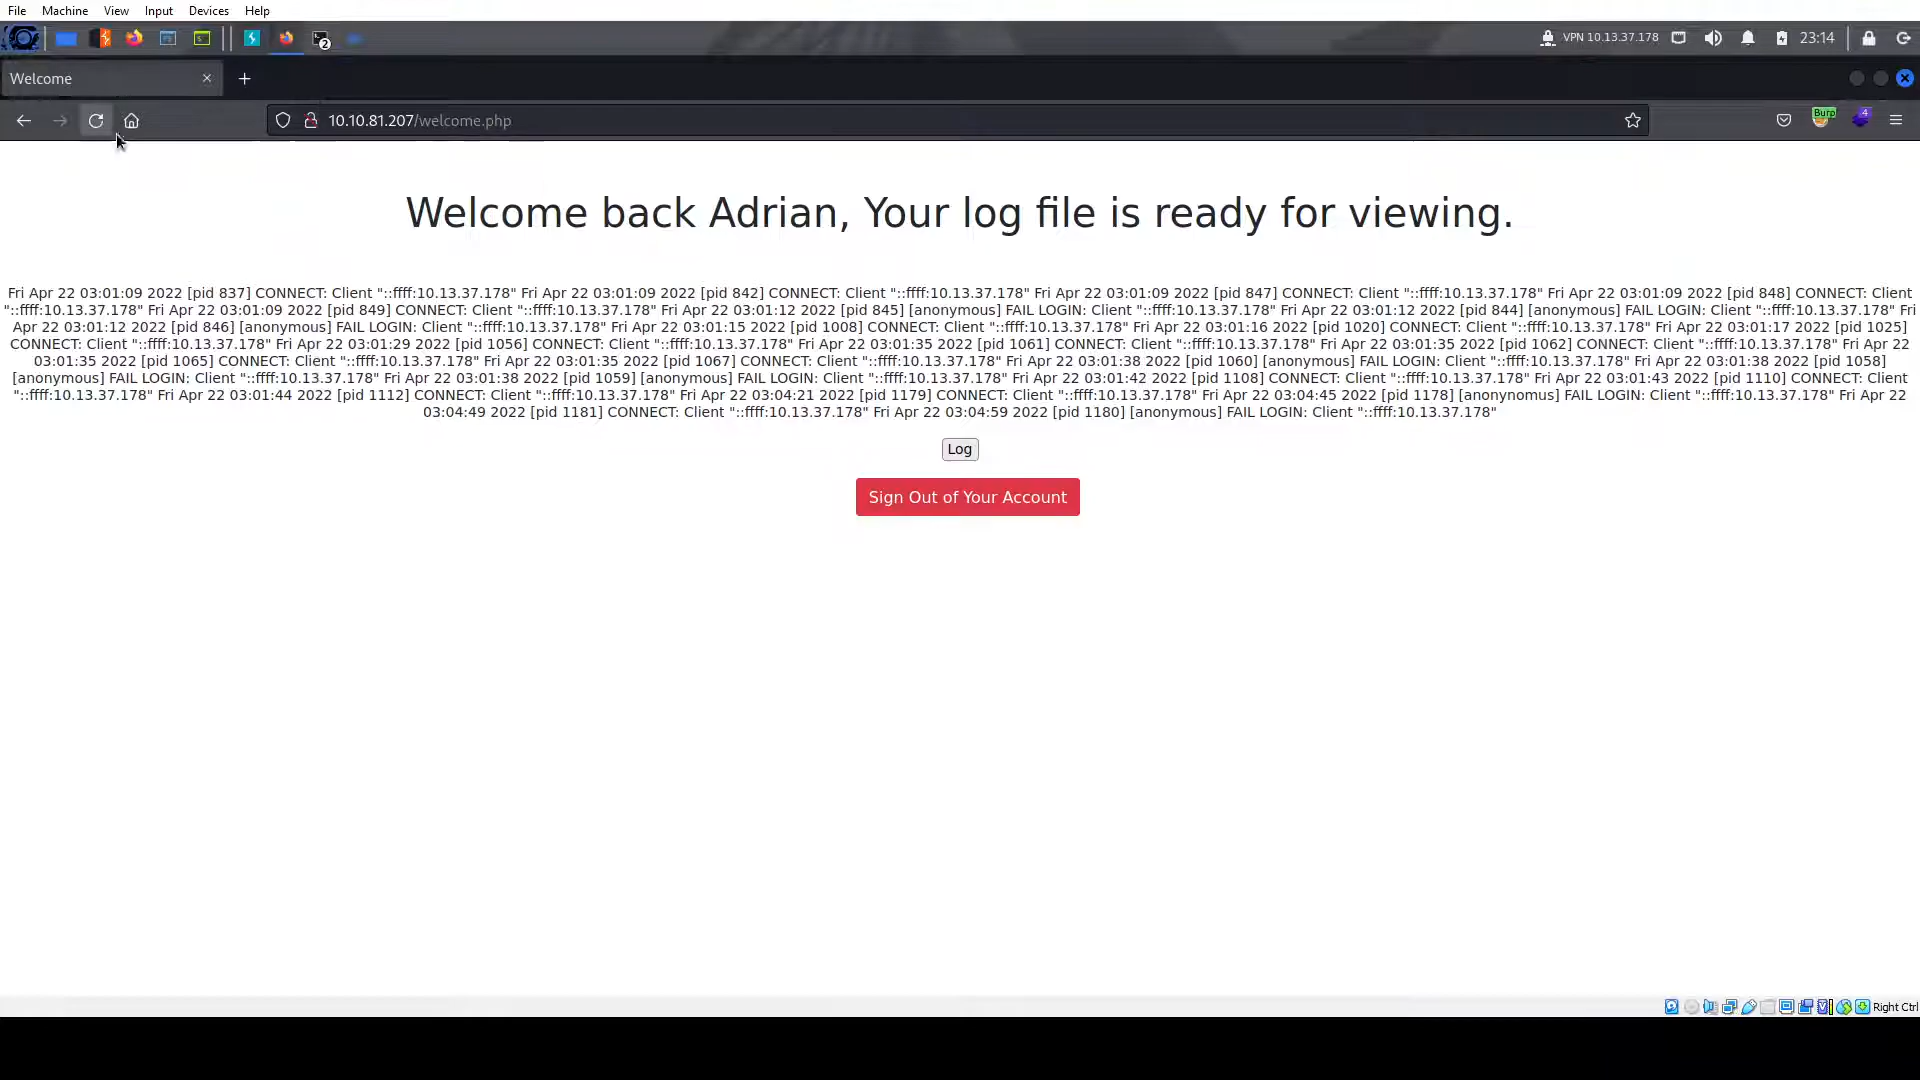 File Machine View Input Devices Help
2 VPN 10.13.37.178 23:14
Welcome
10.10.81.207/welcome.php Burp 4
Welcome back Adrian, Your log file is ready for viewing.
Fri Apr 22 03:01:09 2022 [pid 837] CONNECT: Client "::ffff:10.13.37.178" Fri Apr 22 03:01:09 2022 [pid 842] CONNECT: Client "::ffff:10.13.37.178" Fri Apr 22 03:01:09 2022 [pid 847] CONNECT: Client "::ffff:10.13.37.178" Fri Apr 22 03:01:09 2022 [pid 848] CONNECT: Client
"::ffff:10.13.37.178" Fri Apr 22 03:01:09 2022 [pid 849] CONNECT: Client "::ffff:10.13.37.178" Fri Apr 22 03:01:12 2022 [pid 845] [anonymous] FAIL LOGIN: Client "::ffff:10.13.37.178" Fri Apr 22 03:01:12 2022 [pid 844] [anonymous] FAIL LOGIN: Client "::ffff:10.13.37.178" Fri
Apr 22 03:01:12 2022 [pid 846] [anonymous] FAIL LOGIN: Client "::ffff:10.13.37.178" Fri Apr 22 03:01:15 2022 [pid 1008] CONNECT: Client "::ffff:10.13.37.178" Fri Apr 22 03:01:16 2022 [pid 1020] CONNECT: Client "::ffff:10.13.37.178" Fri Apr 22 03:01:17 2022 [pid 1025]
CONNECT: Client "::ffff:10.13.37.178" Fri Apr 22 03:01:29 2022 [pid 1056] CONNECT: Client "::ffff:10.13.37.178" Fri Apr 22 03:01:35 2022 [pid 1061] CONNECT: Client "::ffff:10.13.37.178" Fri Apr 22 03:01:35 2022 [pid 1062] CONNECT: Client "::ffff:10.13.37.178" Fri Apr 22
03:01:35 2022 [pid 1065] CONNECT: Client "::ffff:10.13.37.178" Fri Apr 22 03:01:35 2022 [pid 1067] CONNECT: Client "::ffff:10.13.37.178" Fri Apr 22 03:01:38 2022 [pid 1060] [anonymous] FAIL LOGIN: Client "::ffff:10.13.37.178" Fri Apr 22 03:01:38 2022 [pid 1058]
[anonymous] FAIL LOGIN: Client "::ffff:10.13.37.178" Fri Apr 22 03:01:38 2022 [pid 1059] [anonymous] FAIL LOGIN: Client "::ffff:10.13.37.178" Fri Apr 22 03:01:42 2022 [pid 1108] CONNECT: Client "::ffff:10.13.37.178" Fri Apr 22 03:01:43 2022 [pid 1110] CONNECT: Client
"::ffff:10.13.37.178" Fri Apr 22 03:01:44 2022 [pid 1112] CONNECT: Client "::ffff:10.13.37.178" Fri Apr 22 03:04:21 2022 [pid 1179] CONNECT: Client "::ffff:10.13.37.178" Fri Apr 22 03:04:45 2022 [pid 1178] [anonynomus] FAIL LOGIN: Client "::ffff:10.13.37.178" Fri Apr 22
03:04:49 2022 [pid 1181] CONNECT: Client "::ffff:10.13.37.178" Fri Apr 22 03:04:59 2022 [pid 1180] [anonymous] FAIL LOGIN: Client "::ffff:10.13.37.178"
Log
Sign Out of Your Account
Right Ctrl